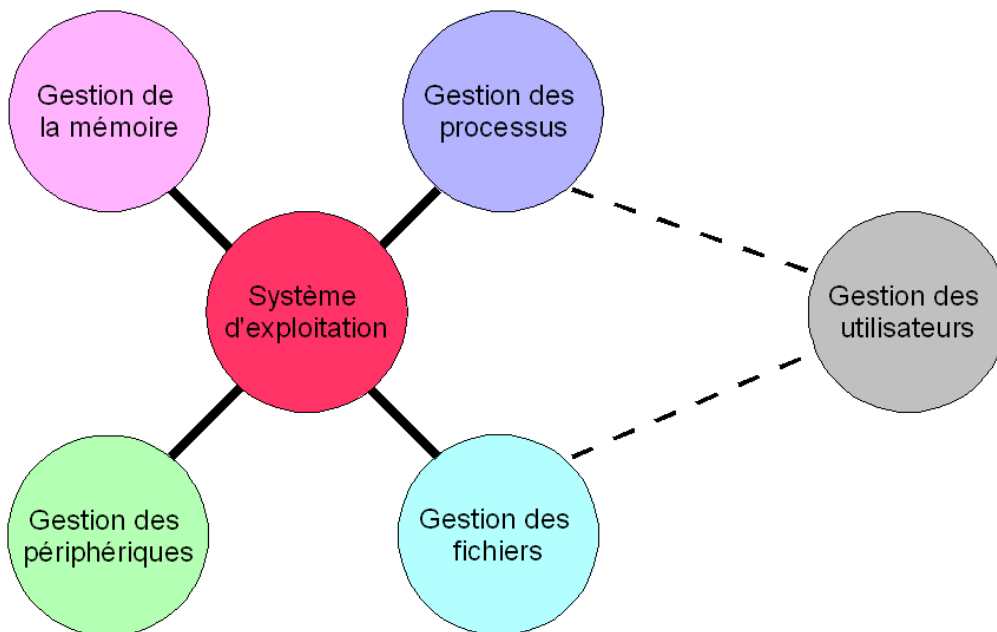 Gestion de
la mémoire
Gestion des
processus
Système
d'exploitation
Gestion des
utilisateurs
Gestion des
périphériques
Gestion des
fichiers